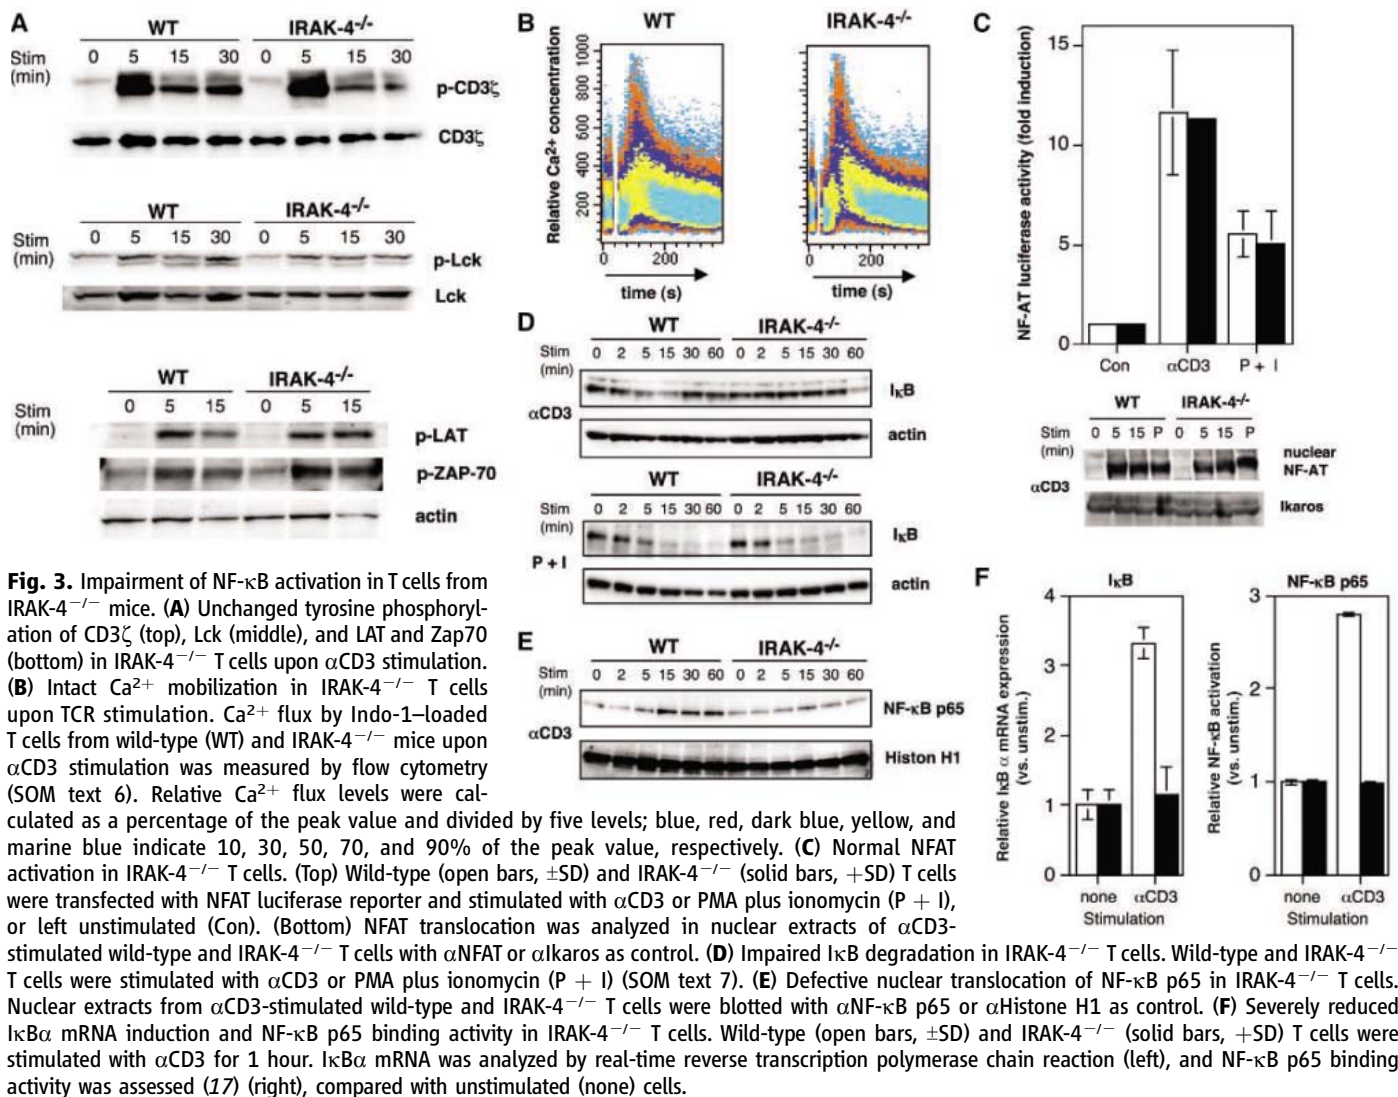 A
WT IRAK-4-/-
Stim (min) 0 5 15 30 0 5 15 30
p-CD3ζ
CD3ζ
WT IRAK-4-/-
Stim (min) 0 5 15 30 0 5 15 30
p-Lck
Lck
WT IRAK-4-/-
Stim (min) 0 5 15 0 5 15
p-LAT
p-ZAP-70
actin
B
WT IRAK-4-/-
Relative Ca2+ concentration
1000
800
600
400
200
0 200 0 200
time (s) time (s)
C
NF-AT luciferase activity (fold induction)
15
10
5
0
Con αCD3 P + I
WT IRAK-4-/-
Stim (min) 0 5 15 P 0 5 15 P
αCD3
nuclear
NF-AT
Ikaros
D
WT IRAK-4-/-
Stim (min) 0 2 5 15 30 60 0 2 5 15 30 60
αCD3
IκB
actin
WT IRAK-4-/-
Stim (min) 0 2 5 15 30 60 0 2 5 15 30 60
P + I
IκB
actin
E
WT IRAK-4-/-
Stim (min) 0 2 5 15 30 60 0 2 5 15 30 60
αCD3
NF-κB p65
Histon H1
F
IκB
Relative IκB α mRNA expression
(vs. unstim.)
4
3
2
1
0
none αCD3
Stimulation
NF-κB p65
Relative NF-κB activation
(vs. unstim.)
3
2
1
0
none αCD3
Stimulation
Fig. 3. Impairment of NF-κB activation in T cells from
IRAK-4−/− mice. (A) Unchanged tyrosine phosphoryl-
ation of CD3ζ (top), Lck (middle), and LAT and Zap70
(bottom) in IRAK-4−/− T cells upon αCD3 stimulation.
(B) Intact Ca2+ mobilization in IRAK-4−/− T cells
upon TCR stimulation. Ca2+ flux by Indo-1–loaded
T cells from wild-type (WT) and IRAK-4−/− mice upon
αCD3 stimulation was measured by flow cytometry
(SOM text 6). Relative Ca2+ flux levels were cal-
culated as a percentage of the peak value and divided by five levels; blue, red, dark blue, yellow, and
marine blue indicate 10, 30, 50, 70, and 90% of the peak value, respectively. (C) Normal NFAT
activation in IRAK-4−/− T cells. (Top) Wild-type (open bars, ±SD) and IRAK-4−/− (solid bars, +SD) T cells
were transfected with NFAT luciferase reporter and stimulated with αCD3 or PMA plus ionomycin (P + I),
or left unstimulated (Con). (Bottom) NFAT translocation was analyzed in nuclear extracts of αCD3-
stimulated wild-type and IRAK-4−/− T cells with αNFAT or αIkaros as control. (D) Impaired IκB degradation in IRAK-4−/− T cells. Wild-type and IRAK-4−/−
T cells were stimulated with αCD3 or PMA plus ionomycin (P + I) (SOM text 7). (E) Defective nuclear translocation of NF-κB p65 in IRAK-4−/− T cells.
Nuclear extracts from αCD3-stimulated wild-type and IRAK-4−/− T cells were blotted with αNF-κB p65 or αHistone H1 as control. (F) Severely reduced
IκBα mRNA induction and NF-κB p65 binding activity in IRAK-4−/− T cells. Wild-type (open bars, ±SD) and IRAK-4−/− (solid bars, +SD) T cells were
stimulated with αCD3 for 1 hour. IκBα mRNA was analyzed by real-time reverse transcription polymerase chain reaction (left), and NF-κB p65 binding
activity was assessed (17) (right), compared with unstimulated (none) cells.